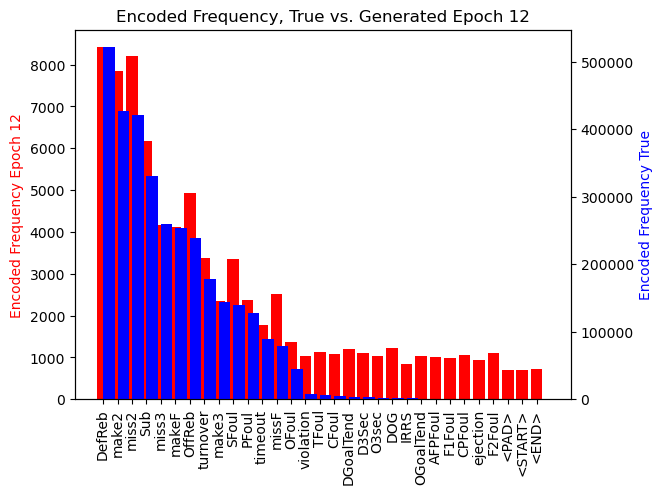 Encoded Frequency, True vs. Generated Epoch 12
Encoded Frequency Epoch 12
8000
7000
6000
5000
4000
3000
2000
1000
0
500000
400000
300000
200000
100000
0
Encoded Frequency True
DefReb
make2
miss2
Sub
miss3
makeF
OffReb
turnover
make3
SFoul
PFoul
timeout
missF
OFoul
violation
TFoul
CFoul
DGoalTend
D3Sec
O3sec
DOG
IRRS
OGoalTend
AFPFoul
F1Foul
CPFoul
ejection
F2Foul
<PAD>
<START>
<END>